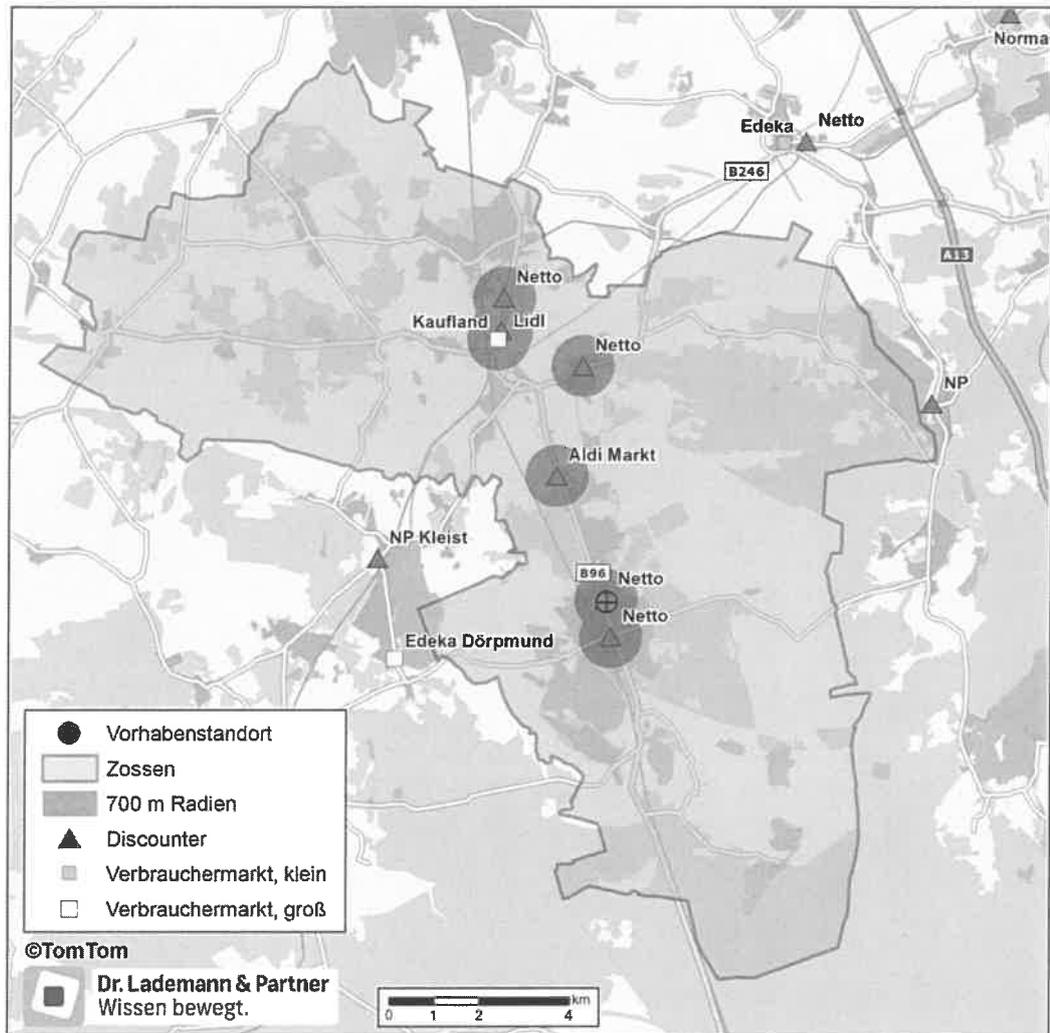 Norma
Edeka
Netto
B246
A13
Netto
Kaufland
Lidl
Netto
NP
Aldi Markt
NP Kleist
B96
Netto
Netto
Edeka Dörpmund
Vorhabenstandort
Zossen
700 m Radien
Discounter
Verbrauchermarkt, klein
Verbrauchermarkt, groß
©TomTom
Dr. Lademann & Partner
Wissen bewegt.
km
0 1 2 4